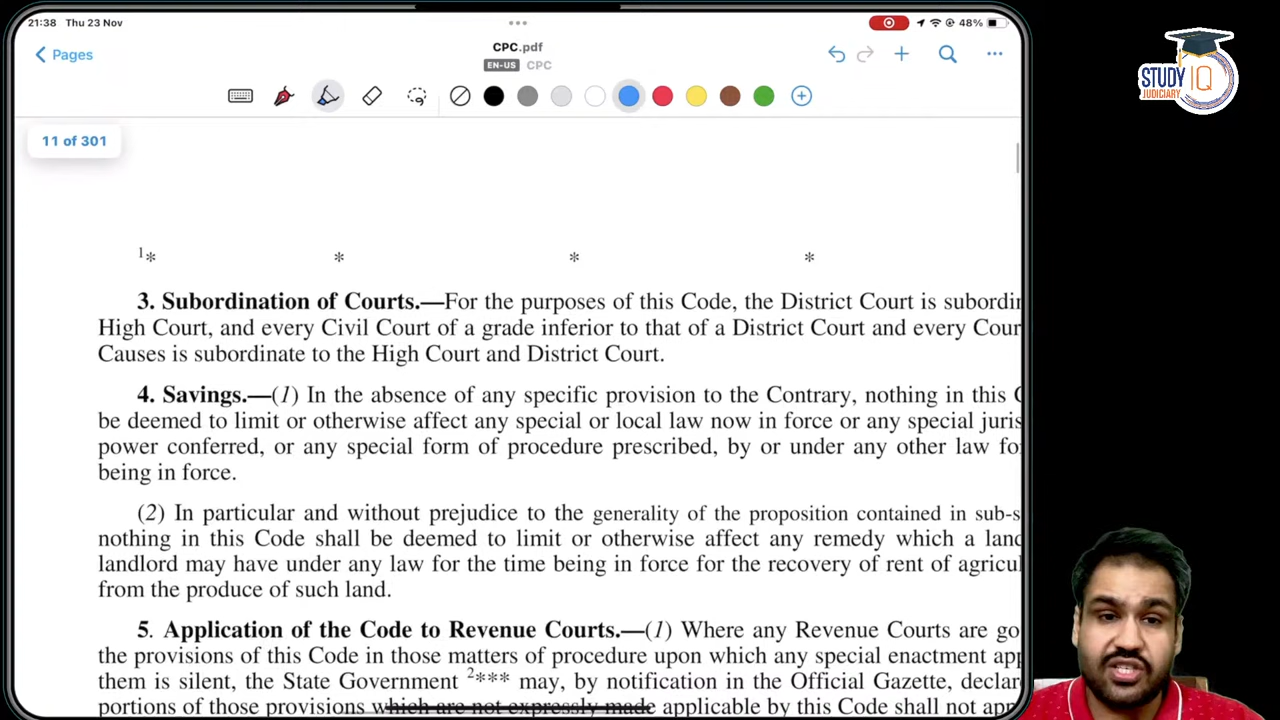 21:38 Thu 23 Nov
48%
Pages
CPC.pdf
EN-US CPC
STUDY IQ
JUDICIARY
11 of 301
1* * * *
3. Subordination of Courts.—For the purposes of this Code, the District Court is subordin
High Court, and every Civil Court of a grade inferior to that of a District Court and every Cour
Causes is subordinate to the High Court and District Court.
4. Savings.—(1) In the absence of any specific provision to the Contrary, nothing in this C
be deemed to limit or otherwise affect any special or local law now in force or any special juris
power conferred, or any special form of procedure prescribed, by or under any other law fo
being in force.
(2) In particular and without prejudice to the generality of the proposition contained in sub-s
nothing in this Code shall be deemed to limit or otherwise affect any remedy which a land
landlord may have under any law for the time being in force for the recovery of rent of agricul
from the produce of such land.
5. Application of the Code to Revenue Courts.—(1) Where any Revenue Courts are go
the provisions of this Code in those matters of procedure upon which any special enactment app
them is silent, the State Government 2*** may, by notification in the Official Gazette, declar
portions of those provisions which are not expressly made applicable by this Code shall not app